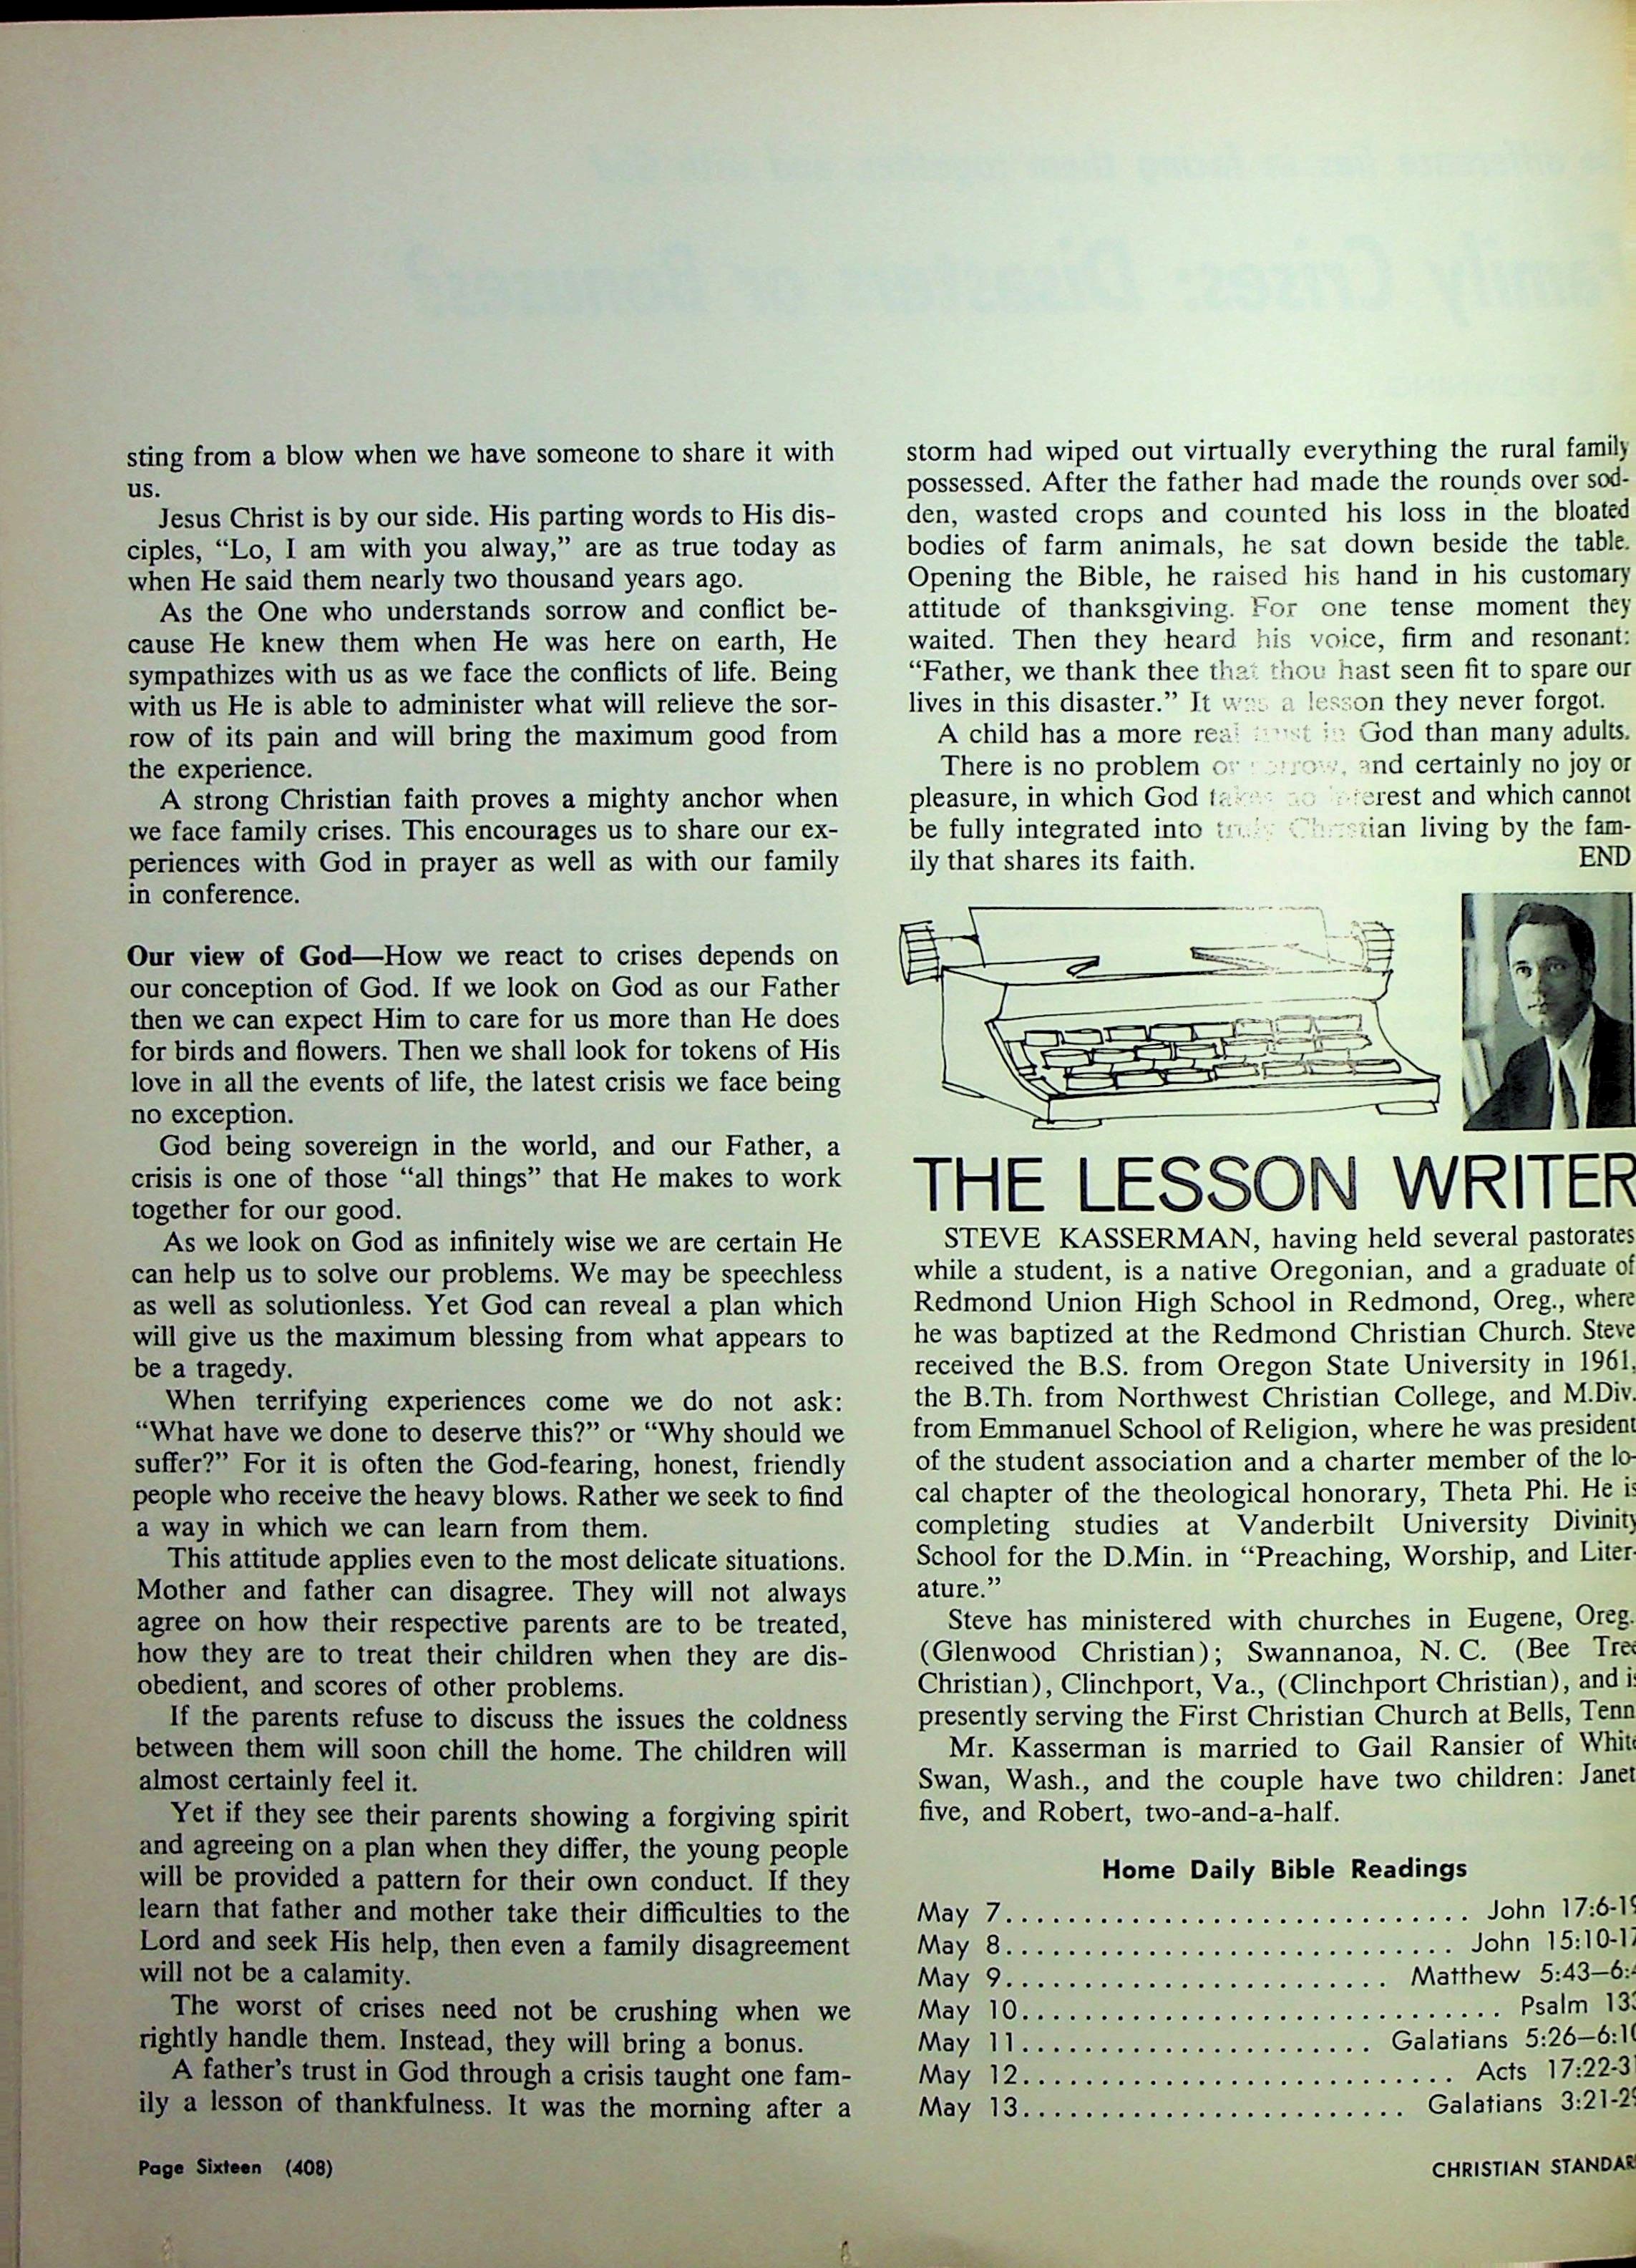 sting from a blow when we have someone to share it with
us.
Jesus Christ is by our side. His parting words to His dis-
ciples, “Lo, I am with you alway,” are as true today as
when He said them nearly two thousand years ago.
As the One who understands sorrow and conflict be-
cause He knew them when He was here on earth, He
sympathizes with us as we face the conflicts of life. Being
with us He is able to administer what will relieve the sor-
row of its pain and will bring the maximum good from
the experience.
A strong Christian faith proves a mighty anchor when
we face family crises. This encourages us to share our ex-
periences with God in prayer as well as with our family
in conference.
Our view of God—How we react to crises depends on
our conception of God. If we look on God as our Father
then we can expect Him to care for us more than He does
for birds and flowers. Then we shall look for tokens of His
love in all the events of life, the latest crisis we face being
no exception.
God being sovereign in the world, and our Father, a
crisis is one of those “all things” that He makes to work
together for our good.
As we look on God as infinitely wise we are certain He
can help us to solve our problems. We may be speechless
as well as solutionless. Yet God can reveal a plan which
will give us the maximum blessing from what appears to
be a tragedy.
When terrifying experiences come we do not ask:
“What have we done to deserve this?” or “Why should we
suffer?” For it is often the God-fearing, honest, friendly
people who receive the heavy blows. Rather we seek to find
a way in which we can learn from them.
This attitude applies even to the most delicate situations.
Mother and father can disagree. They will not always
agree on how their respective parents are to be treated,
how they are to treat their children when they are dis-
obedient, and scores of other problems.
If the parents refuse to discuss the issues the coldness
between them will soon chill the home. The children will
almost certainly feel it.
Yet if they see their parents showing a forgiving spirit
and agreeing on a plan when they differ, the young people
will be provided a pattern for their own conduct. If they
learn that father and mother take their difficulties to the
Lord and seek His help, then even a family disagreement
will not be a calamity.
The worst of crises need not be crushing when we
rightly handle them. Instead, they will bring a bonus.
A father’s trust in God through a crisis taught one fam-
ily a lesson of thankfulness. It was the morning after a
storm had wiped out virtually everything the rural family
possessed. After the father had made the rounds over sod-
den, wasted crops and counted his loss in the bloated
bodies of farm animals, he sat down beside the table.
Opening the Bible, he raised his hand in his customary
attitude of thanksgiving. For one tense moment they
waited. Then they heard his voice, firm and resonant:
“Father, we thank thee that thou hast seen fit to spare our
lives in this disaster.” It was a lesson they never forgot.
A child has a more real trust in God than many adults.
There is no problem or sorrow, and certainly no joy or
pleasure, in which God takes no interest and which cannot
be fully integrated into truly Christian living by the fam-
ily that shares its faith. END
THE LESSON WRITER
STEVE KASSERMAN, having held several pastorates
while a student, is a native Oregonian, and a graduate of
Redmond Union High School in Redmond, Oreg., where
he was baptized at the Redmond Christian Church. Steve
received the B.S. from Oregon State University in 1961,
the B.Th. from Northwest Christian College, and M.Div.
from Emmanuel School of Religion, where he was president
of the student association and a charter member of the lo-
cal chapter of the theological honorary, Theta Phi. He is
completing studies at Vanderbilt University Divinity
School for the D.Min. in “Preaching, Worship, and Liter-
ature.”
Steve has ministered with churches in Eugene, Oreg.
(Glenwood Christian); Swannanoa, N. C. (Bee Tree
Christian), Clinchport, Va., (Clinchport Christian), and is
presently serving the First Christian Church at Bells, Tenn
Mr. Kasserman is married to Gail Ransier of White
Swan, Wash., and the couple have two children: Janet
five, and Robert, two-and-a-half.
Home Daily Bible Readings
May 7.............................. John 17:6-19
May 8............................. John 15:10-17
May 9......................... Matthew 5:43—6:
May 10............................... Psalm 133
May 11....................... Galatians 5:26—6:10
May 12............................ Acts 17:22-31
May 13......................... Galatians 3:21-29
Page Sixteen (408)
CHRISTIAN STANDAR